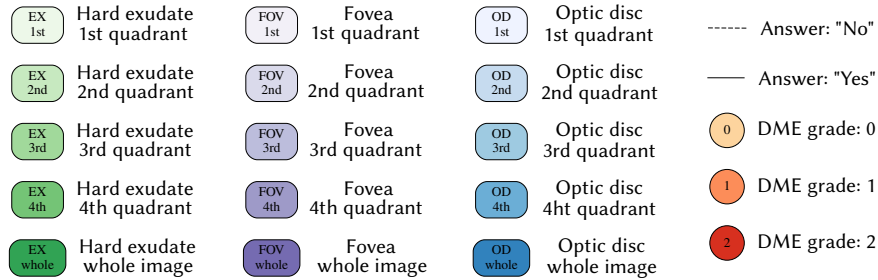 EX
1st
Hard exudate
1st quadrant
FOV
1st
Fovea
1st quadrant
OD
1st
Optic disc
1st quadrant
Answer: "No"
EX
2nd
Hard exudate
2nd quadrant
FOV
2nd
Fovea
2nd quadrant
OD
2nd
Optic disc
2nd quadrant
Answer: "Yes"
EX
3rd
Hard exudate
3rd quadrant
FOV
3rd
Fovea
3rd quadrant
OD
3rd
Optic disc
3rd quadrant
0
DME grade: 0
EX
4th
Hard exudate
4th quadrant
FOV
4th
Fovea
4th quadrant
OD
4th
Optic disc
4ht quadrant
1
DME grade: 1
EX
whole
Hard exudate
whole image
FOV
whole
Fovea
whole image
OD
whole
Optic disc
whole image
2
DME grade: 2